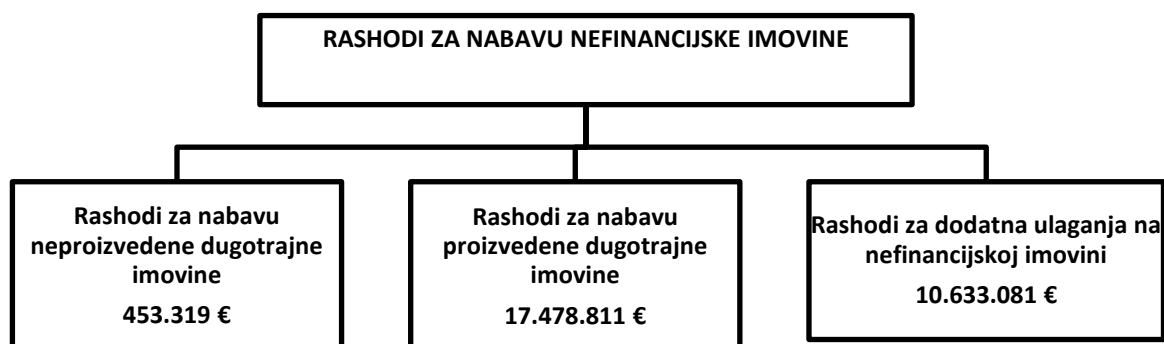 RASHODI ZA NABAVU NEFINANCIJSKE IMOVINE
Rashodi za nabavu
neproizvedene dugotrajne
imovine
453.319 €
Rashodi za nabavu
proizvedene dugotrajne
imovine
17.478.811 €
Rashodi za dodatna ulaganja na
nefinancijskoj imovini
10.633.081 €